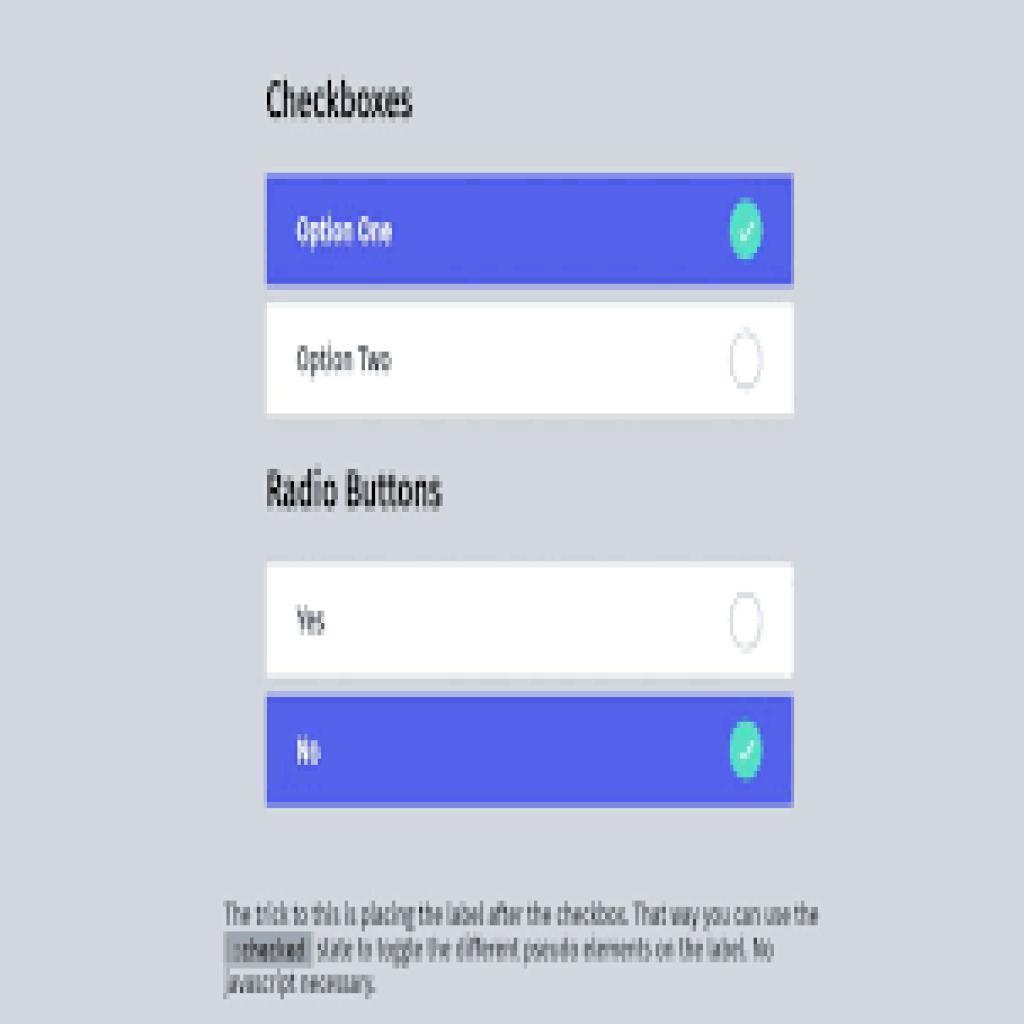 Checkboxes
Option One
Option Two
Radio Buttons
Yes
No
The trick to this is placing the label after the checkbox. That way you can use the
:checked state to toggle the different pseudo elements on the label. No
javascript necessary.